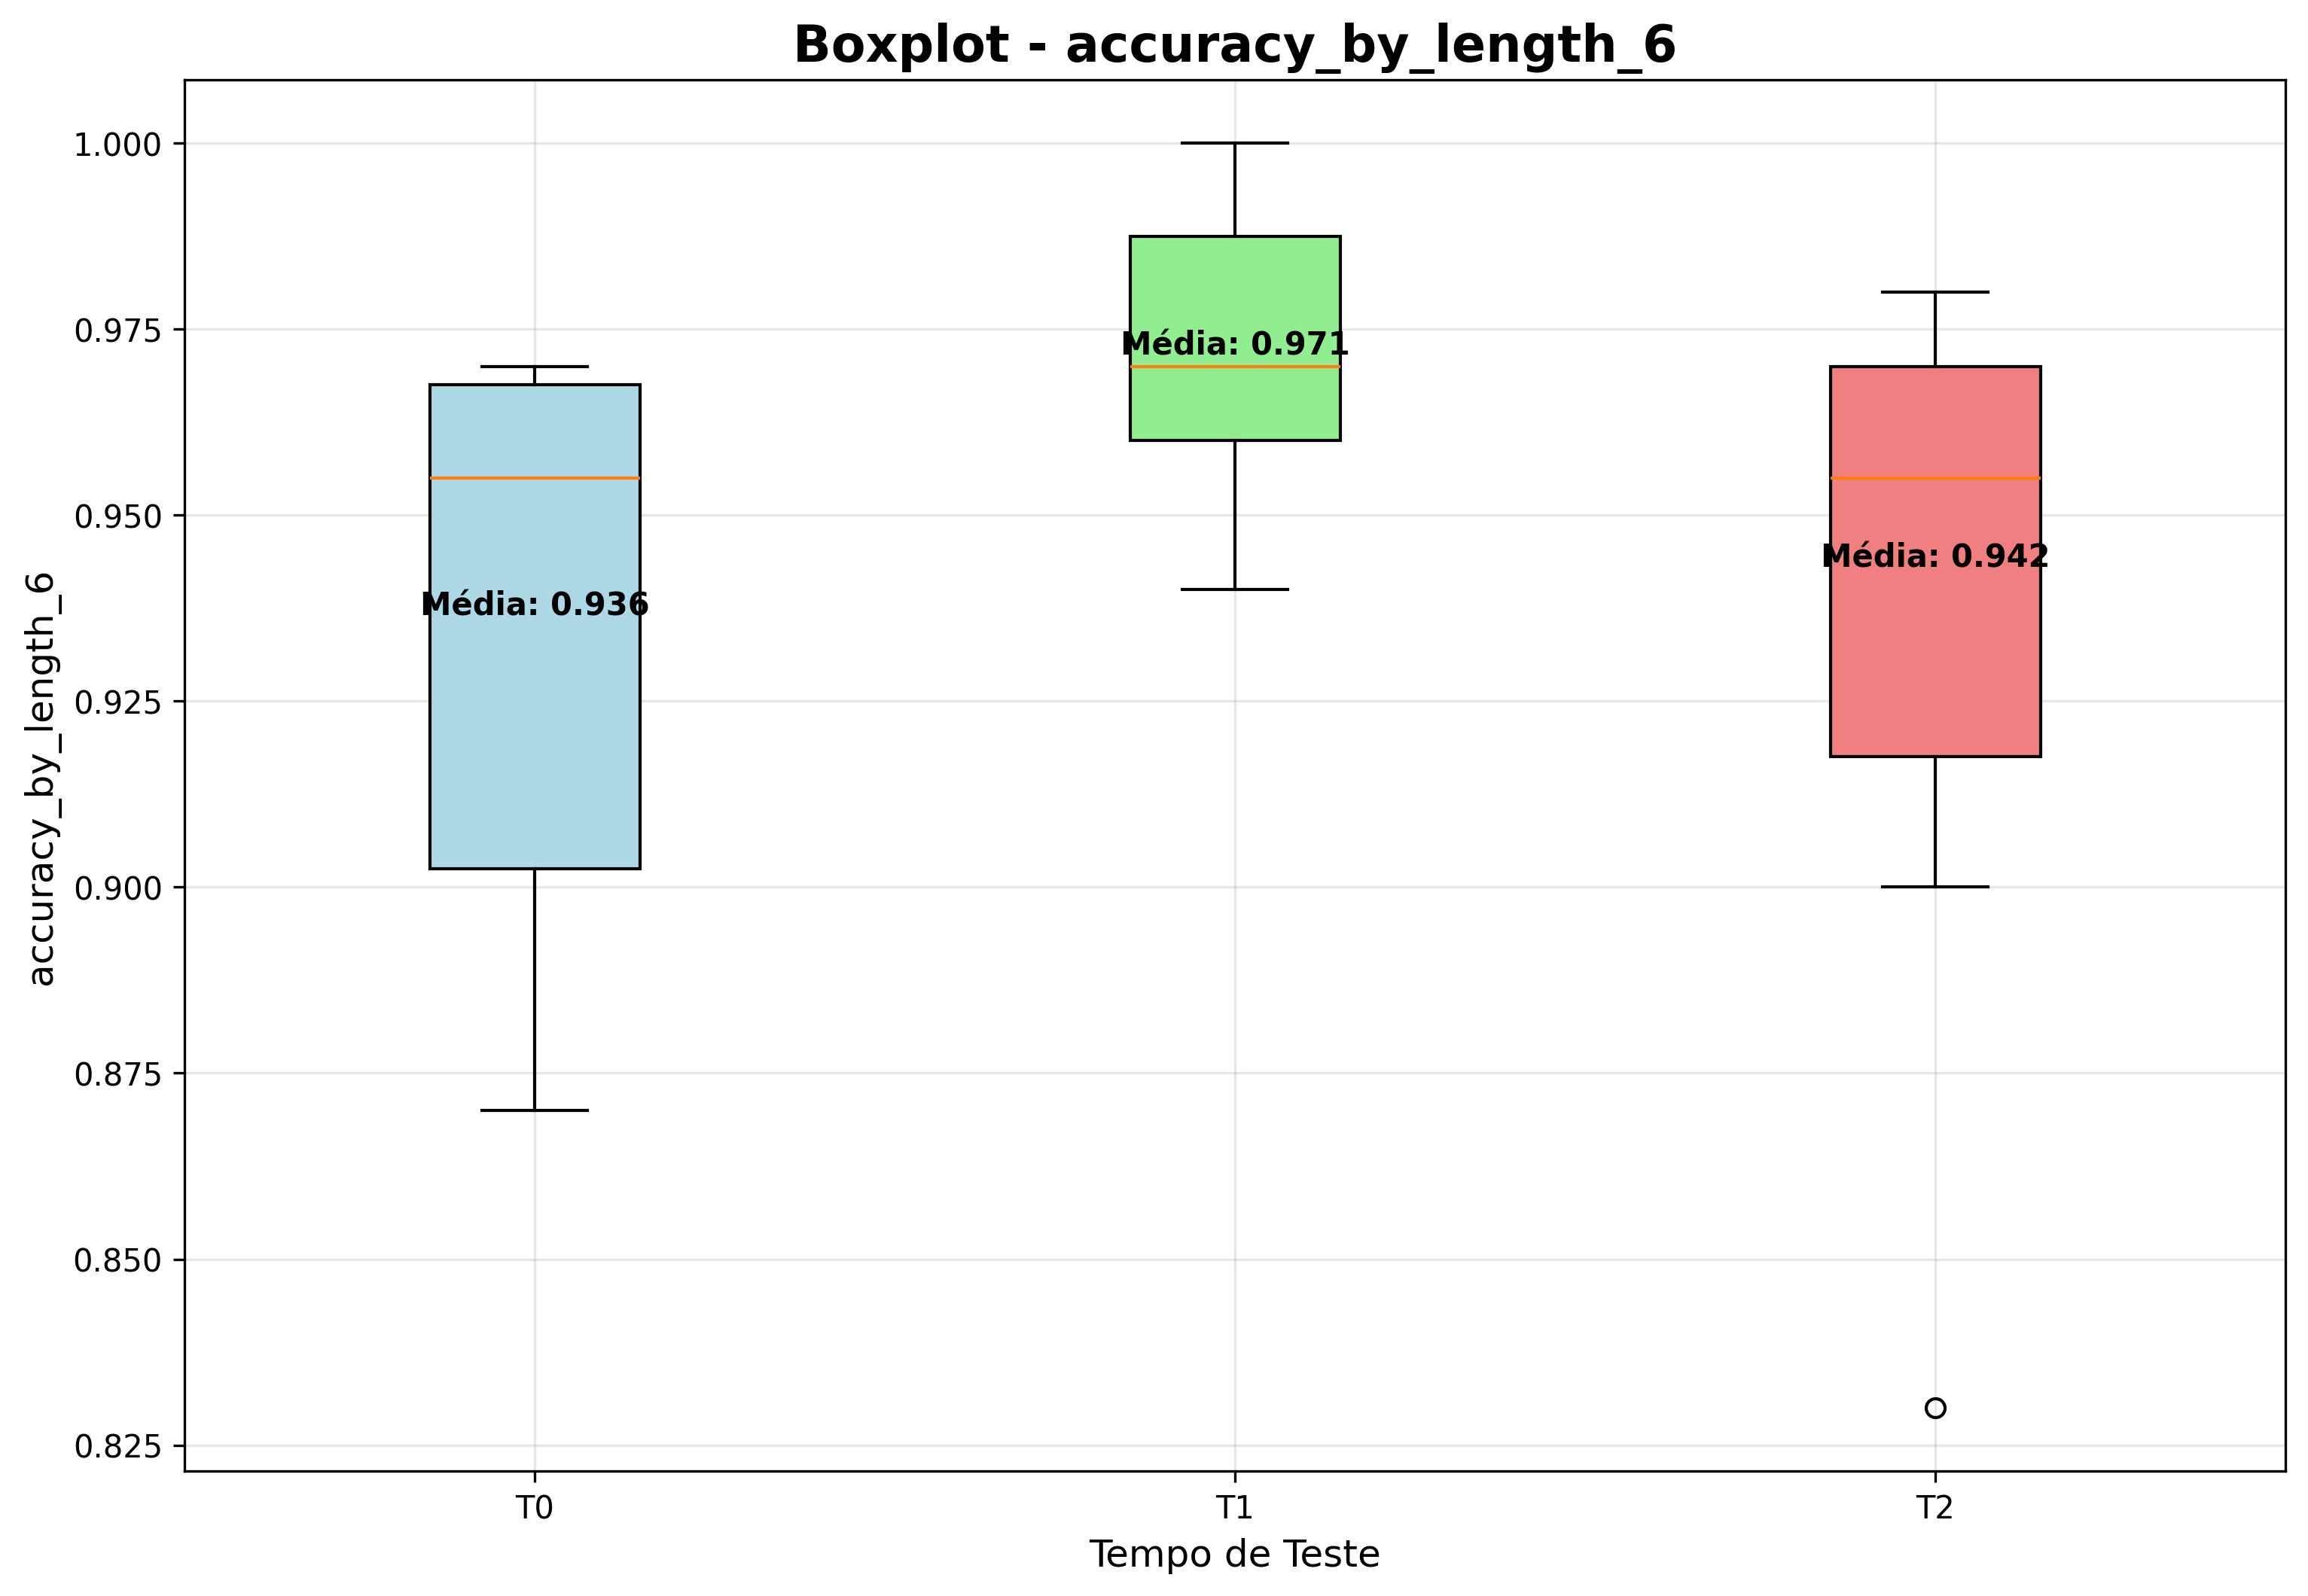 Boxplot - accuracy_by_length_6
accuracy_by_length_6
1.000
0.975
0.950
0.925
0.900
0.875
0.850
0.825
Média: 0.936
Média: 0.971
Média: 0.942
T0
T1
T2
Tempo de Teste